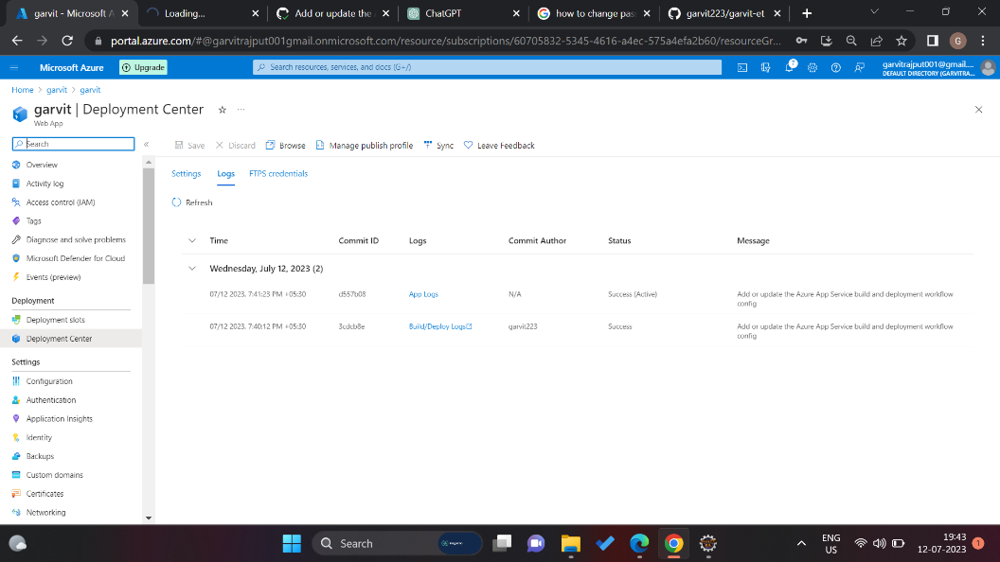 garvit - Microsoft A
Loading...
Add or update the
ChatGPT
how to change pas
garvit223/garvit-et
portal.azure.com/#@garvitrajput001gmail.onmicrosoft.com/resource/subscriptions/60705832-5345-4616-a4ec-575a4efa2b60/resourceGr...
G
Microsoft Azure
Upgrade
Search resources, services, and docs (G+/)
7
garvitrajput001@gmail....
DEFAULT DIRECTORY (GARVITRA...
Home > garvit > garvit
garvit | Deployment Center
Web App
Search
Save
Discard
Browse
Manage publish profile
Sync
Leave Feedback
Overview
Activity log
Access control (IAM)
Tags
Diagnose and solve problems
Microsoft Defender for Cloud
Events (preview)
Deployment
Deployment slots
Deployment Center
Settings
Configuration
Authentication
Application Insights
Identity
Backups
Custom domains
Certificates
Networking
Settings Logs FTPS credentials
Refresh
Time Commit ID Logs Commit Author Status Message
Wednesday, July 12, 2023 (2)
07/12 2023, 7:41:23 PM +05:30 d557b08 App Logs N/A Success (Active) Add or update the Azure App Service build and deployment workflow
config
07/12 2023, 7:40:12 PM +05:30 3cdcb8e Build/Deploy Logs garvit223 Success Add or update the Azure App Service build and deployment workflow
config
Search
ENG
US
19:43
12-07-2023
1